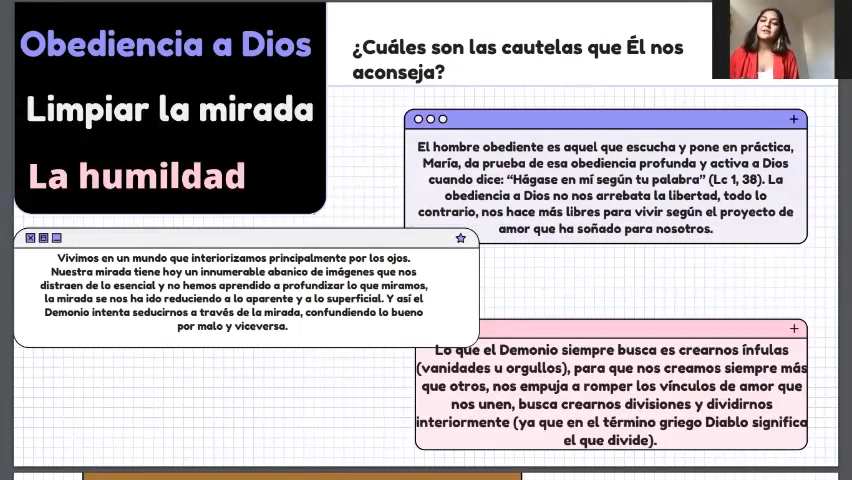 Obediencia a Dios
Limpiar la mirada
La humildad
¿Cuáles son las cautelas que Él nos
aconseja?
El hombre obediente es aquel que escucha y pone en práctica,
María, da prueba de esa obediencia profunda y activa a Dios
cuando dice: “Hágase en mí según tu palabra” (Lc 1, 38). La
obediencia a Dios no nos arrebata la libertad, todo lo
contrario, nos hace más libres para vivir según el proyecto de
amor que ha soñado para nosotros.
Vivimos en un mundo que interiorizamos principalmente por los ojos.
Nuestra mirada tiene hoy un innumerable abanico de imágenes que nos
distraen de lo esencial y no hemos aprendido a profundizar lo que miramos,
la mirada se nos ha ido reduciendo a lo aparente y a lo superficial. Y así el
Demonio intenta seducirnos a través de la mirada, confundiendo lo bueno
por malo y viceversa.
Lo que el Demonio siempre busca es crearnos ínfulas
(vanidades u orgullos), para que nos creamos siempre más
que otros, nos empuja a romper los vínculos de amor que
nos unen, busca crearnos divisiones y dividirnos
interiormente (ya que en el término griego Diablo significa
el que divide).